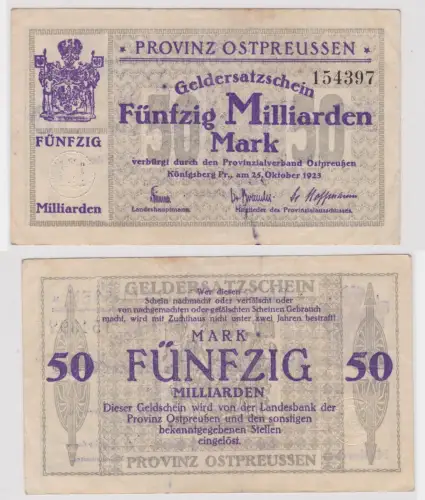 * PROVINZ OSTPREUSSEN *
Geldersatzschein
154397
Fünfzig Milliarden
Mark
verbürgt durch den Provinzialverband Ostpreußen
Königsberg Pr., am 25. Oktober 1923
Landeshauptmann.
Mitglieder des Provinzialausschusses.
FÜNFZIG
Milliarden
GELDERSATZSCHEIN
Wer diesen
Schein nachmacht oder verfälscht oder
von nachgemachten oder gefälschten Scheinen Gebrauch
macht, wird mit Zuchthaus nicht unter zwei Jahren bestraft
MARK
50 FÜNFZIG 50
MILLIARDEN
Dieser Geldschein wird von der Landesbank der
Provinz Ostpreußen und den sonstigen
bekanntgegebenen Stellen
eingelöst.
PROVINZ OSTPREUSSEN